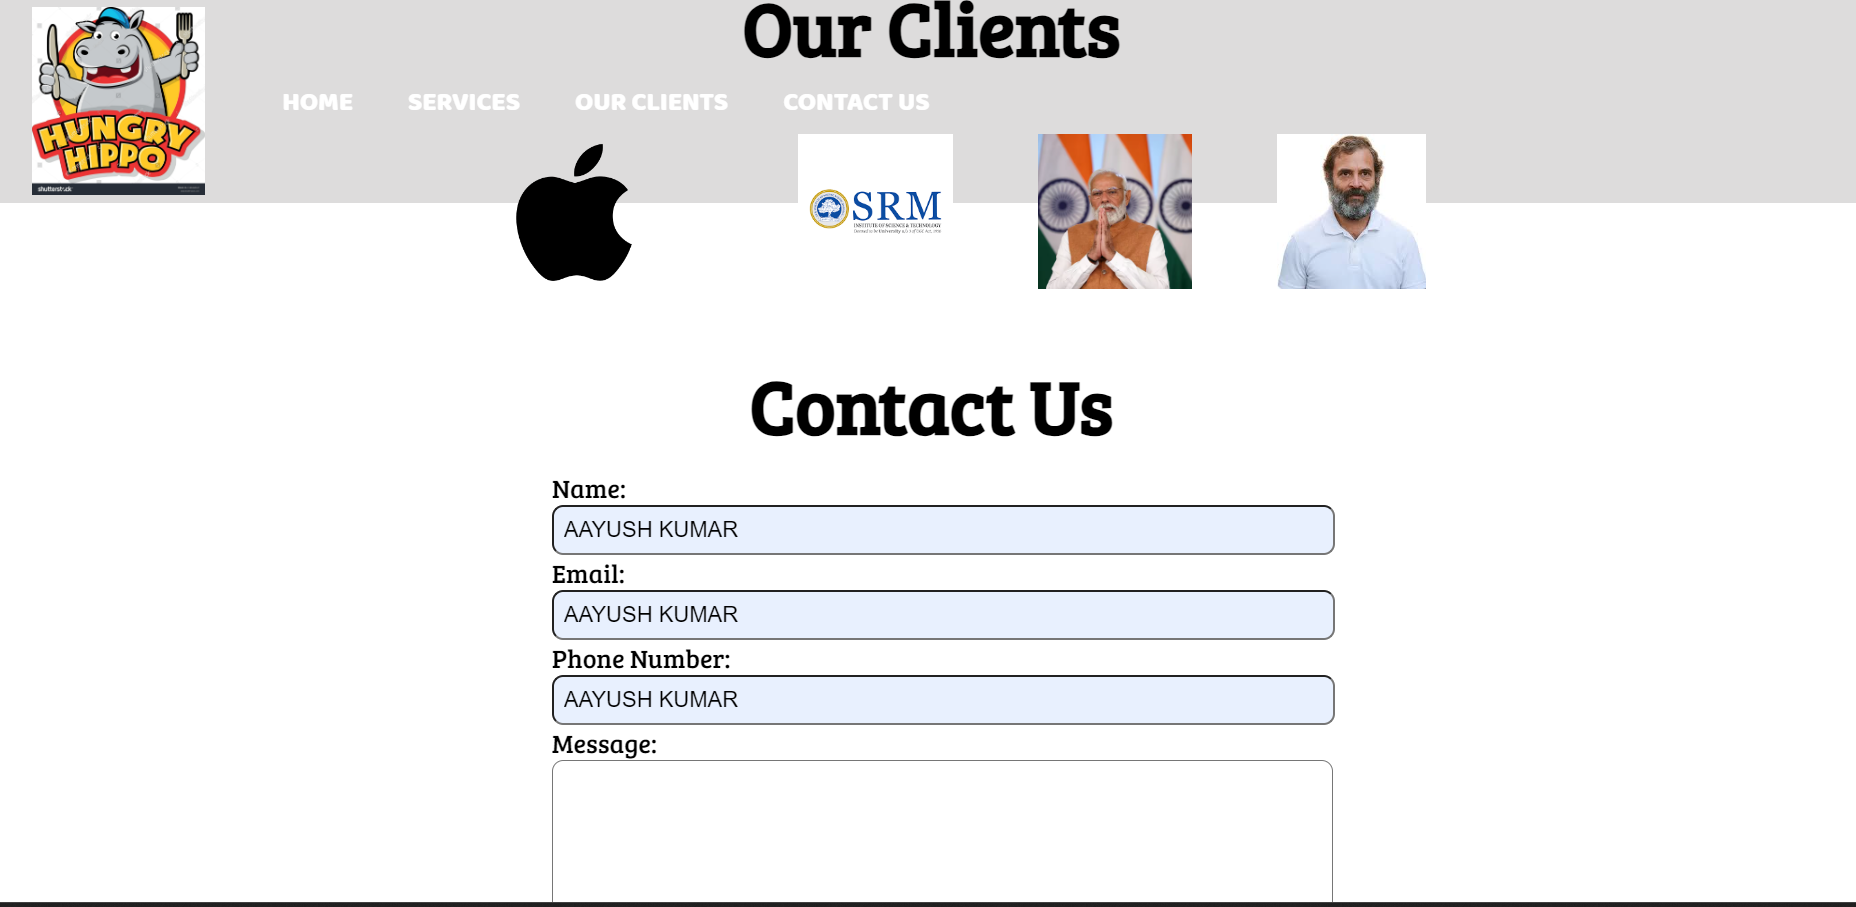 Our Clients
HUNGRY
HIPPO
shutterstock
HOME SERVICES OUR CLIENTS CONTACT US
SRM
INSTITUTE OF SCIENCE & TECHNOLOGY
Contact Us
Name:
AAYUSH KUMAR
Email:
AAYUSH KUMAR
Phone Number:
AAYUSH KUMAR
Message: